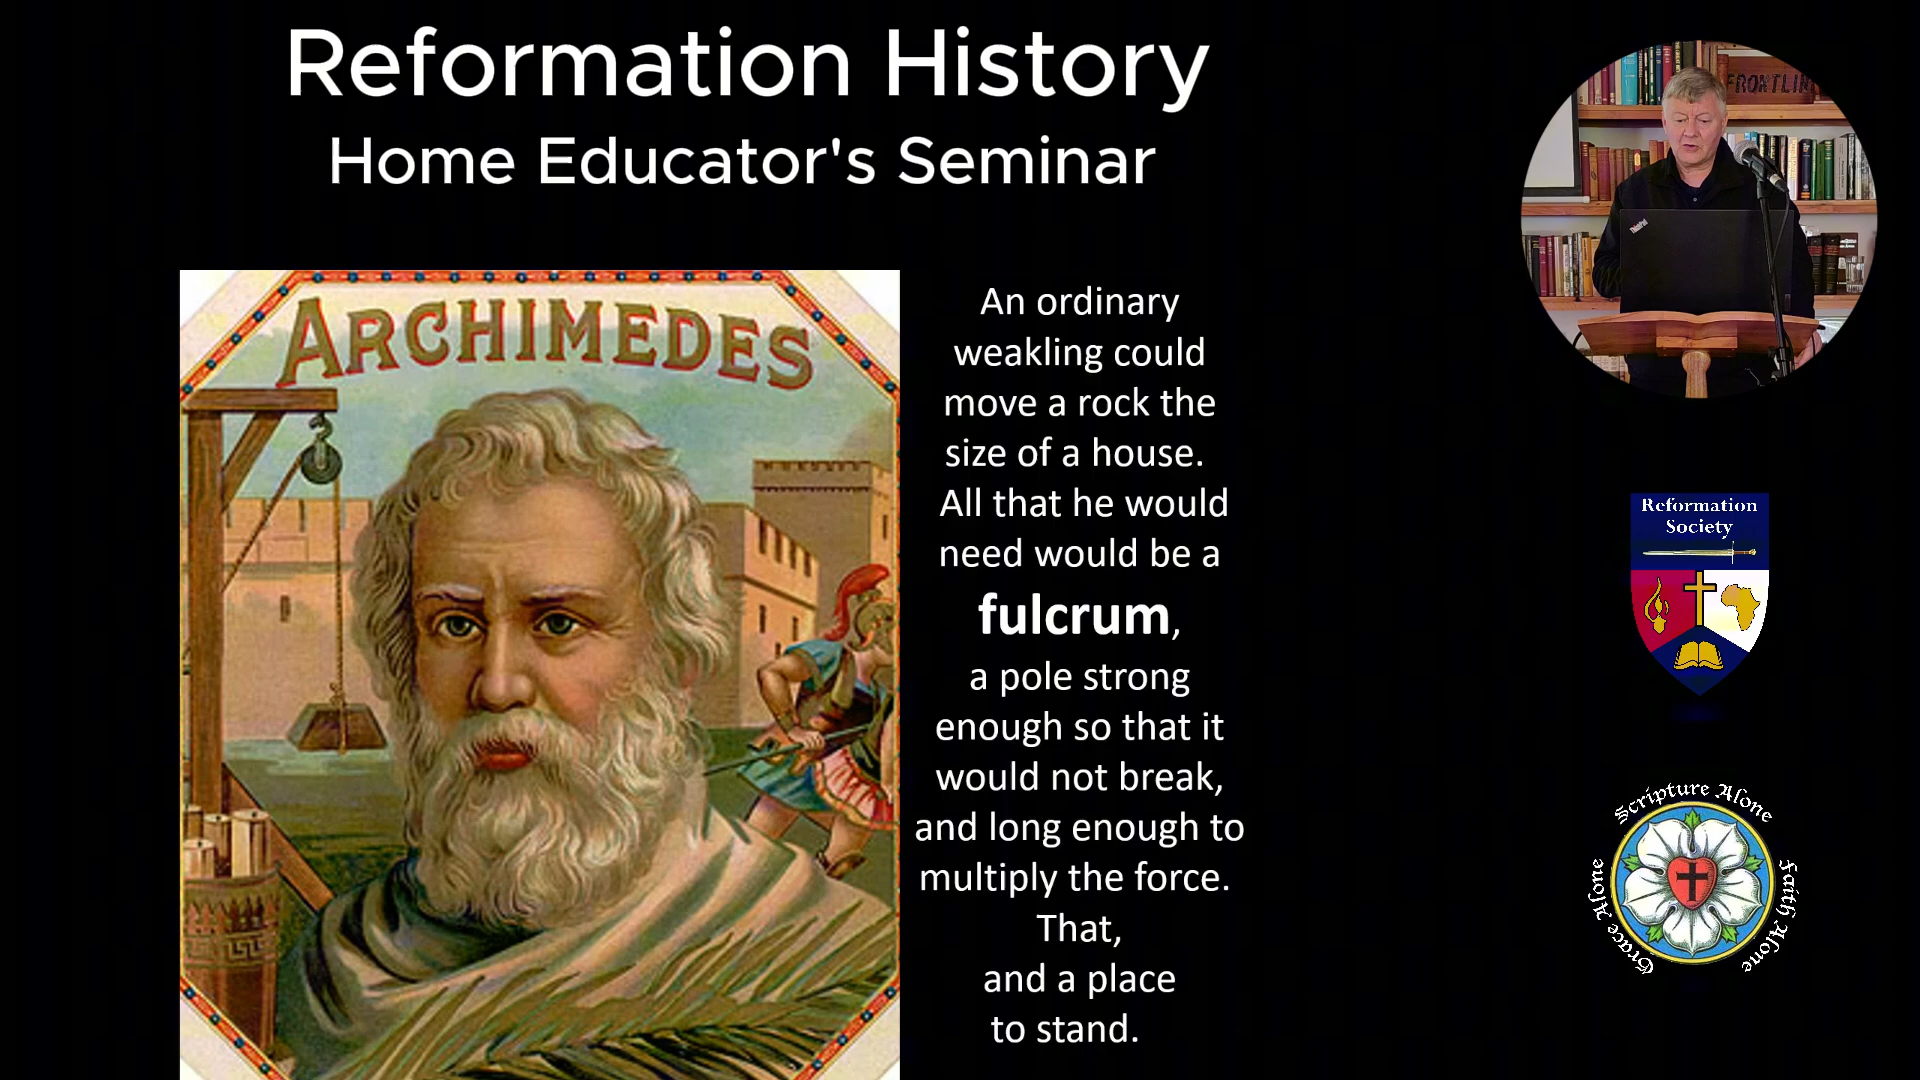 Reformation History
Home Educator's Seminar
ARCHIMEDES
An ordinary
weakling could
move a rock the
size of a house.
All that he would
need would be a
fulcrum,
a pole strong
enough so that it
would not break,
and long enough to
multiply the force.
That,
and a place
to stand.
FRONTLIN
ThinkPad
Reformation
Society
Scripture Alone
Faith Alone
Grace Alone